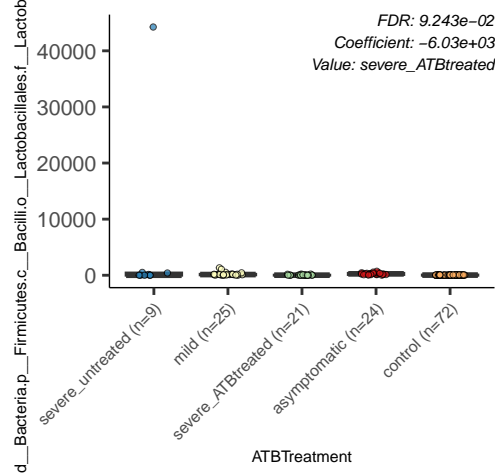 FDR: 9.243e−02
Coefficient: −6.03e+03
Value: severe_ATBtreated
d__Bacteria.p__Firmicutes.c__Bacilli.o__Lactobacillales.f__Lactob
40000
30000
20000
10000
0
severe_untreated (n=9)
mild (n=25)
severe_ATBtreated (n=21)
asymptomatic (n=24)
control (n=72)
ATBTreatment